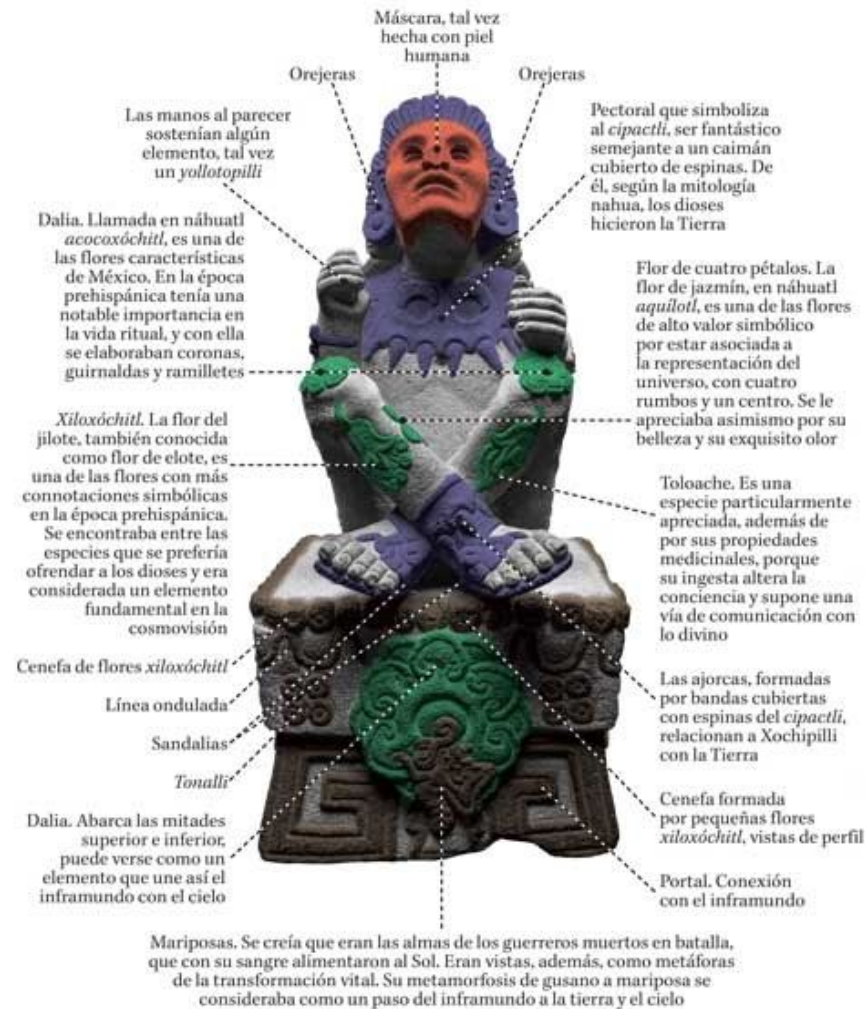 Máscara, tal vez
hecha con piel
humana
Orejeras
Orejeras
Las manos al parecer
sostenían algún
elemento, tal vez
un yollotopilli
Pectoral que simboliza
al cipactli, ser fantástico
semejante a un caimán
cubierto de espinas. De
él, según la mitología
nahua, los dioses
hicieron la Tierra
Dalia. Llamada en náhuatl
acocoxóchitl, es una de
las flores características
de México. En la época
prehispánica tenía una
notable importancia en
la vida ritual, y con ella
se elaboraban coronas,
guirnaldas y ramilletes
Flor de cuatro pétalos. La
flor de jazmín, en náhuatl
aquílotl, es una de las flores
de alto valor simbólico
por estar asociada a
la representación del
universo, con cuatro
rumbos y un centro. Se le
apreciaba asimismo por su
belleza y su exquisito olor
Xiloxóchitl. La flor del
jilote, también conocida
como flor de elote, es
una de las flores con más
connotaciones simbólicas
en la época prehispánica.
Se encontraba entre las
especies que se prefería
ofrendar a los dioses y era
considerada un elemento
fundamental en la
cosmovisión
Toloache. Es una
especie particularmente
apreciada, además de
por sus propiedades
medicinales, porque
su ingesta altera la
conciencia y supone una
vía de comunicación con
lo divino
Cenefa de flores xiloxóchitl
Línea ondulada
Sandalias
Tonalli
Las ajorcas, formadas
por bandas cubiertas
con espinas del cipactli,
relacionan a Xochipilli
con la Tierra
Dalia. Abarca las mitades
superior e inferior,
puede verse como un
elemento que une así el
inframundo con el cielo
Cenefa formada
por pequeñas flores
xiloxóchitl, vistas de perfil
Portal. Conexión
con el inframundo
Mariposas. Se creía que eran las almas de los guerreros muertos en batalla,
que con su sangre alimentaron al Sol. Eran vistas, además, como metáforas
de la transformación vital. Su metamorfosis de gusano a mariposa se
consideraba como un paso del inframundo a la tierra y el cielo